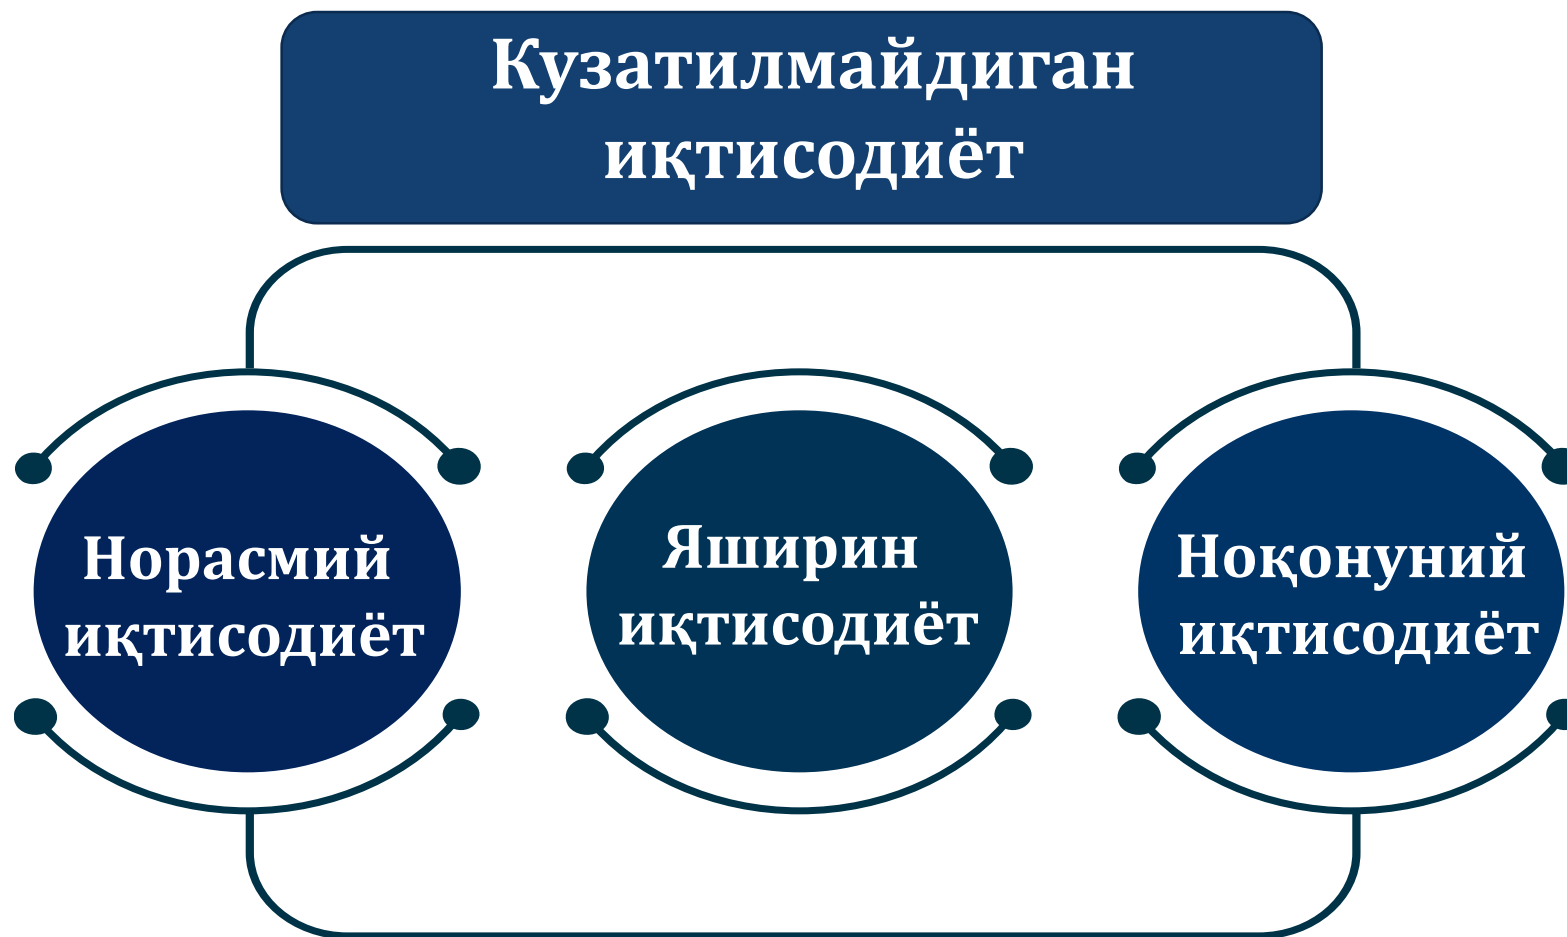 Кузатилмайдиган
иқтисодиёт
Норасмий
иқтисодиёт
Яширин
иқтисодиёт
Ноқонуний
иқтисодиёт